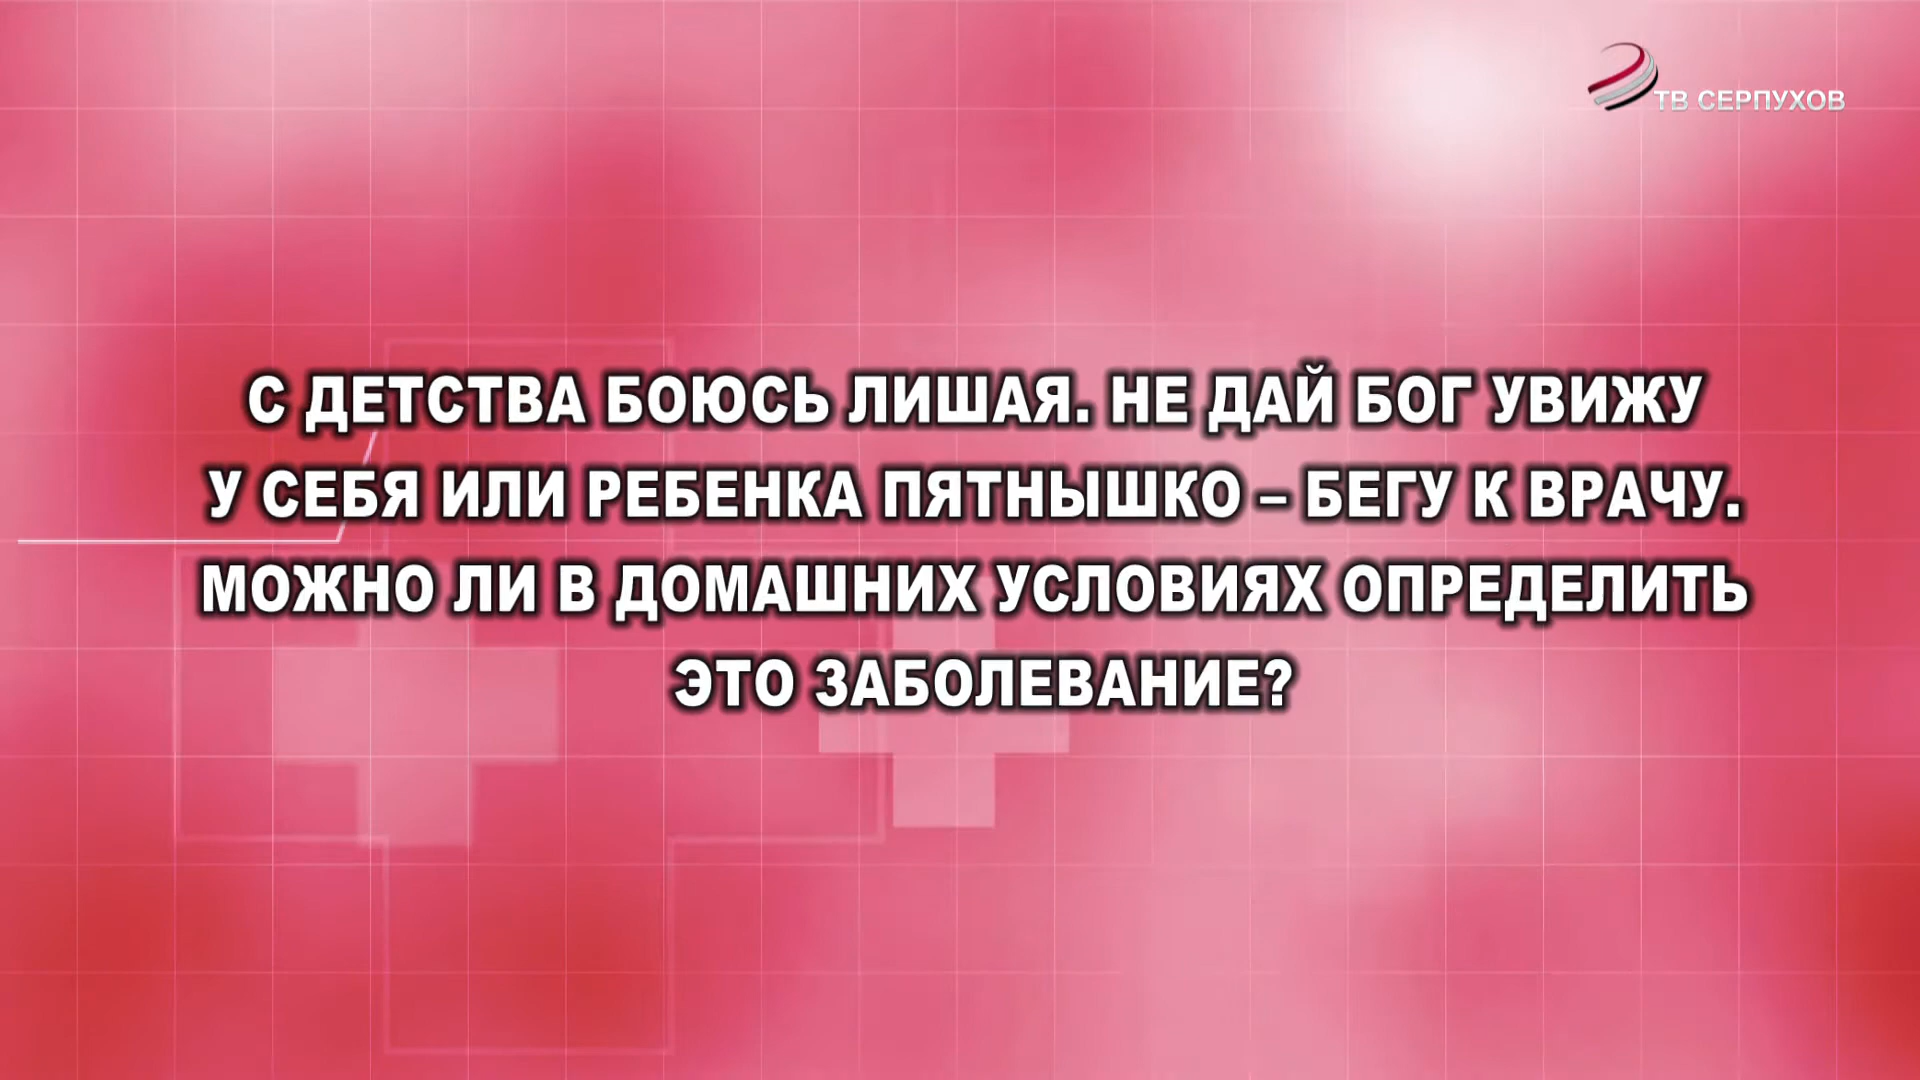 ТВ СЕРПУХОВ
С ДЕТСТВА БОЮСЬ ЛИШАЯ. НЕ ДАЙ БОГ УВИЖУ
У СЕБЯ ИЛИ РЕБЕНКА ПЯТНЫШКО – БЕГУ К ВРАЧУ.
МОЖНО ЛИ В ДОМАШНИХ УСЛОВИЯХ ОПРЕДЕЛИТЬ
ЭТО ЗАБОЛЕВАНИЕ?